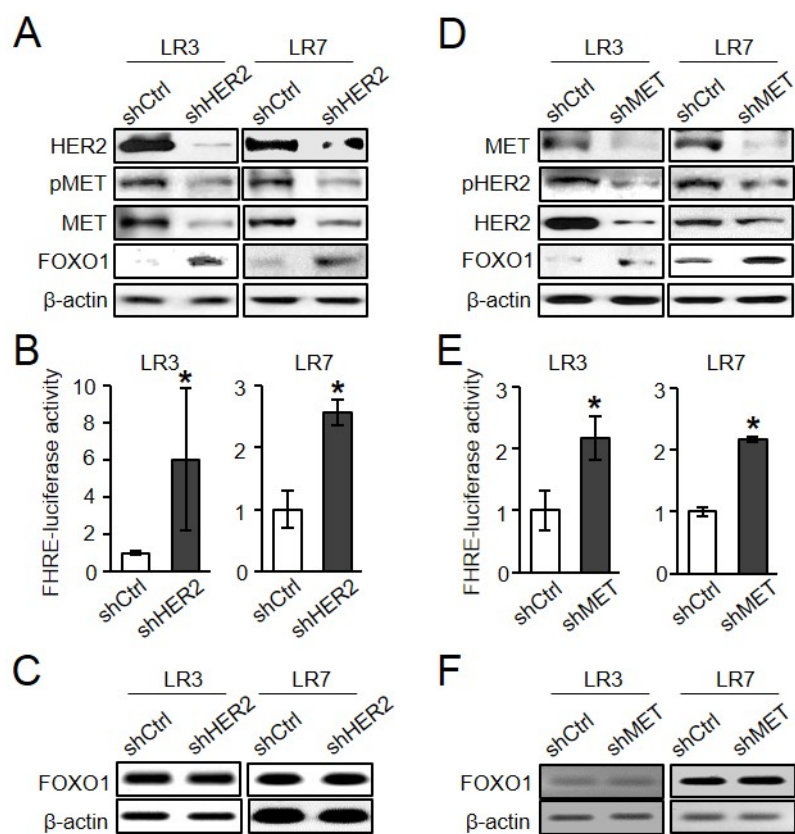 A
LR3 LR7
shCtrl shHER2 shCtrl shHER2
HER2
pMET
MET
FOXO1
β-actin
B
LR3 LR7
FHRE-luciferase activity
10
8
6
4
2
0
*
3
2
1
0
*
shCtrl shHER2 shCtrl shHER2
C
LR3 LR7
shCtrl shHER2 shCtrl shHER2
FOXO1
β-actin
D
LR3 LR7
shCtrl shMET shCtrl shMET
MET
pHER2
HER2
FOXO1
β-actin
E
LR3 LR7
FHRE-luciferase activity
3
2
1
0
*
3
2
1
0
*
shCtrl shMET shCtrl shMET
F
LR3 LR7
shCtrl shMET shCtrl shMET
FOXO1
β-actin